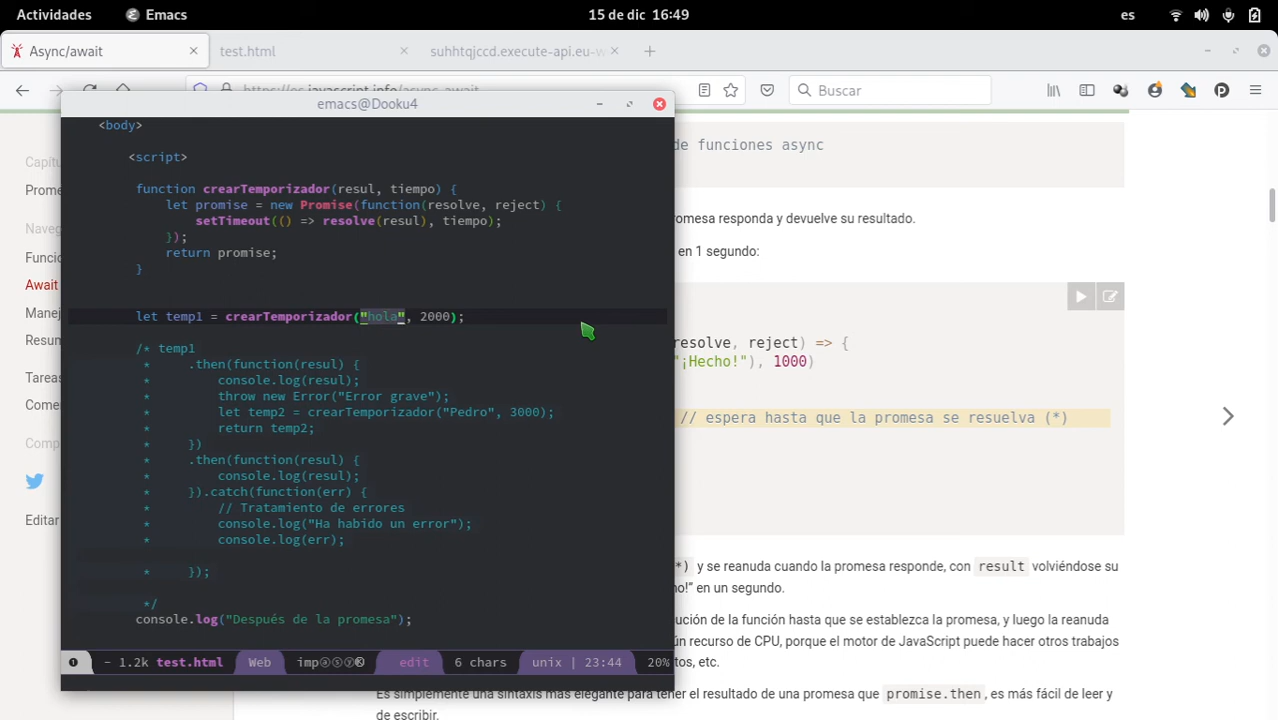 Actividades
Emacs
15 de dic 16:49
es
Async/await
test.html
suhhtqjccd.execute-api.eu-w
Buscar
emacs@Dooku4
<body>
<script>
function crearTemporizador(resul, tiempo) {
let promise = new Promise(function(resolve, reject) {
setTimeout(() => resolve(resul), tiempo);
});
return promise;
}
let temp1 = crearTemporizador("hola", 2000);
/* temp1
* .then(function(resul) {
* console.log(resul);
* throw new Error("Error grave");
* let temp2 = crearTemporizador("Pedro", 3000);
* return temp2;
* })
* .then(function(resul) {
* console.log(resul);
* }).catch(function(err) {
* // Tratamiento de errores
* console.log("Ha habido un error");
* console.log(err);
* });
*/
console.log("Después de la promesa");
- 1.2k test.html Web edit 6 chars unix | 23:44 20%
Capítu
Prome
Naveg
Funcio
Await
Manej
Resum
Tareas
Come
Comp
Editar
de funciones async
romesa responda y devuelve su resultado.
en 1 segundo:
resolve, reject) => {
"¡Hecho!"), 1000)
// espera hasta que la promesa se resuelva (*)
*) y se reanuda cuando la promesa responde, con result volviéndose su
no!" en un segundo.
ución de la función hasta que se establezca la promesa, y luego la reanuda
ún recurso de CPU, porque el motor de JavaScript puede hacer otros trabajos
tos, etc.
Es simplemente una sintaxis más elegante para tener el resultado de una promesa que promise.then, es más fácil de leer y
de escribir.